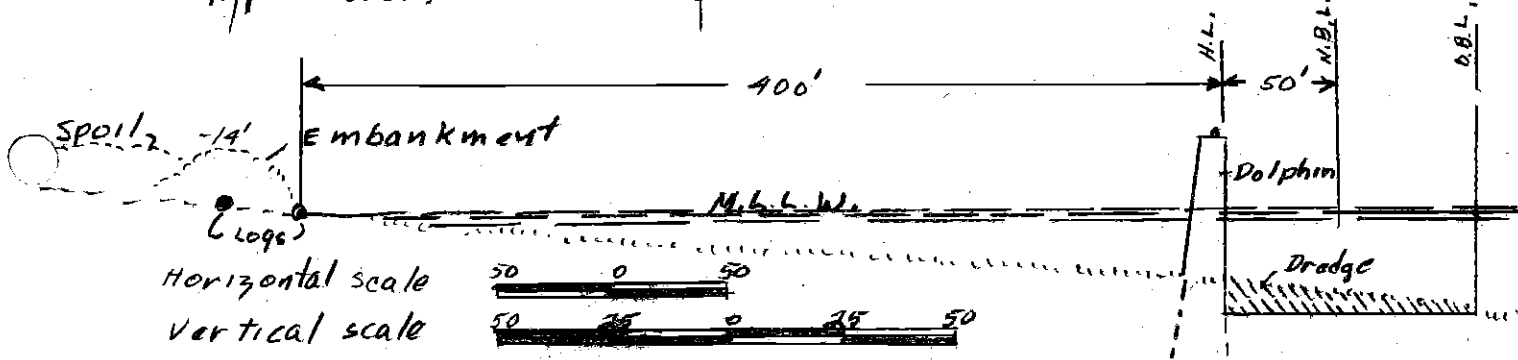 H.L.
N.B.L.
D.B.L.
400'
50'
Spoil
-14'
Embankment
Dolphin
M.L.L.W.
(Logs)
Dredge
Horizontal scale
50 0 50
Vertical scale
50 25 0 25 50